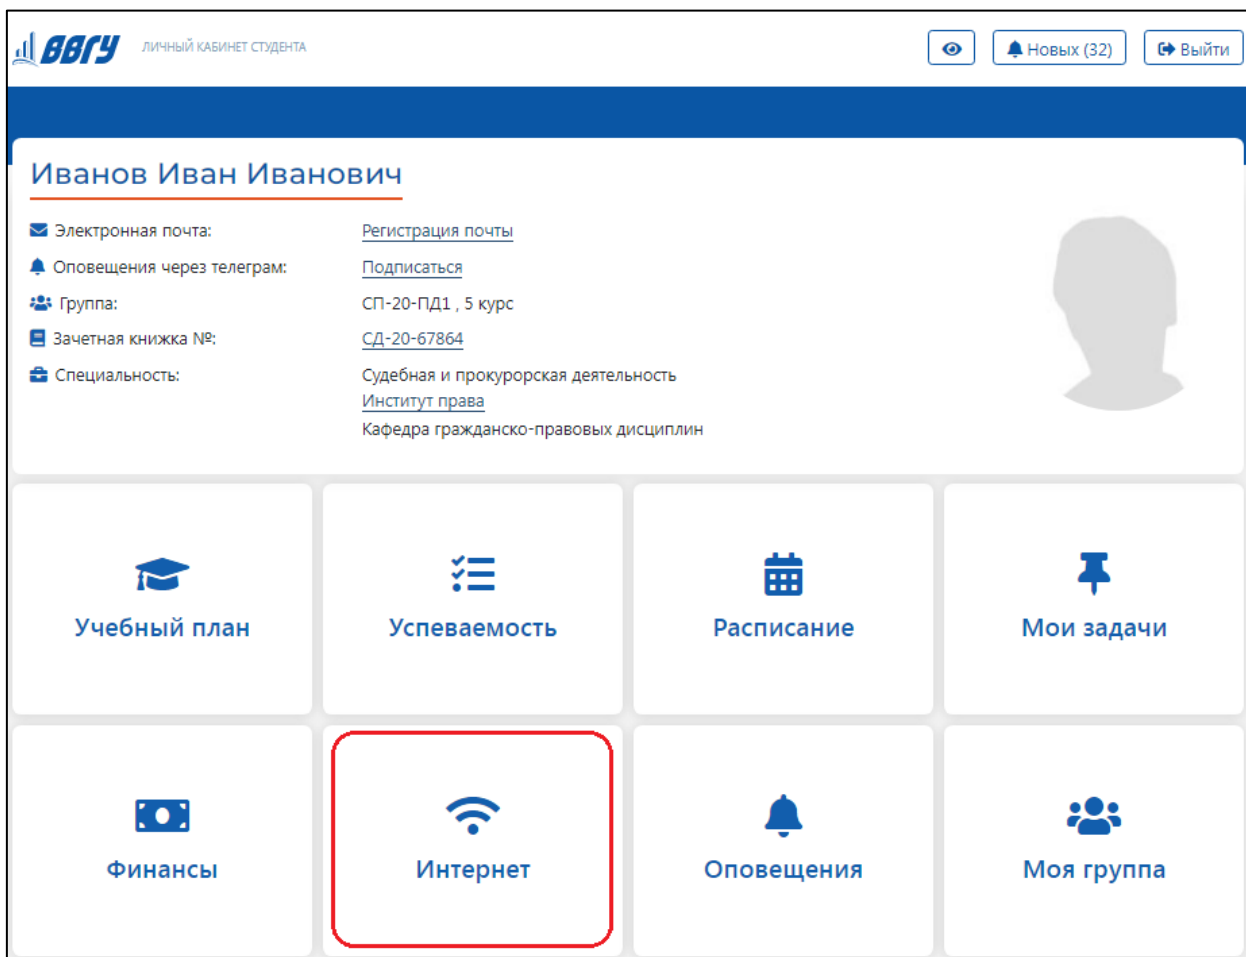 ВВГУ ЛИЧНЫЙ КАБИНЕТ СТУДЕНТА Новых (32) Выйти
Иванов Иван Иванович
Электронная почта: Регистрация почты
Оповещения через телеграм: Подписаться
Группа: СП-20-ПД1 , 5 курс
Зачетная книжка №: СД-20-67864
Специальность: Судебная и прокурорская деятельность
Институт права
Кафедра гражданско-правовых дисциплин
Учебный план Успеваемость Расписание Мои задачи
Финансы Интернет Оповещения Моя группа